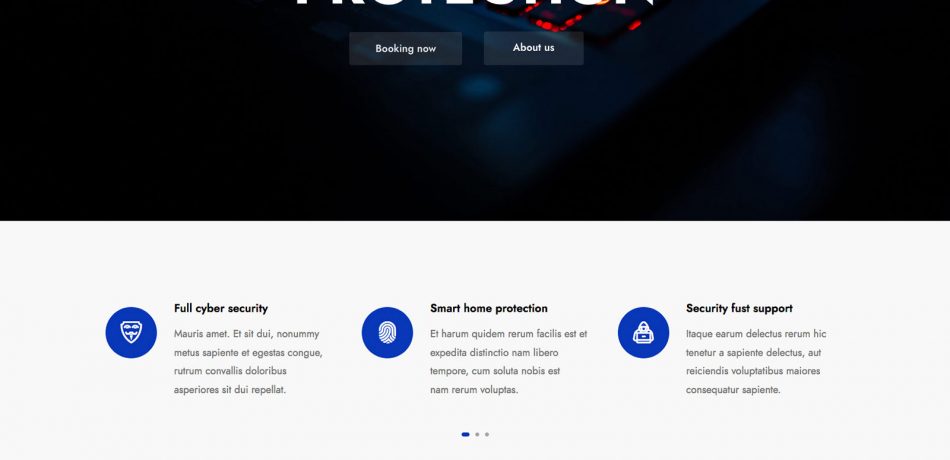 PROTECTION
Booking now
About us
Full cyber security
Mauris amet. Et sit dui, nonummy
metus sapiente et egestas congue,
rutrum convallis doloribus
asperiores sit dui repellat.
Smart home protection
Et harum quidem rerum facilis est et
expedita distinctio nam libero
tempore, cum soluta nobis est
nam rerum voluptas.
Security fust support
Itaque earum delectus rerum hic
tenetur a sapiente delectus, aut
reiciendis voluptatibus maiores
consequatur sapiente.